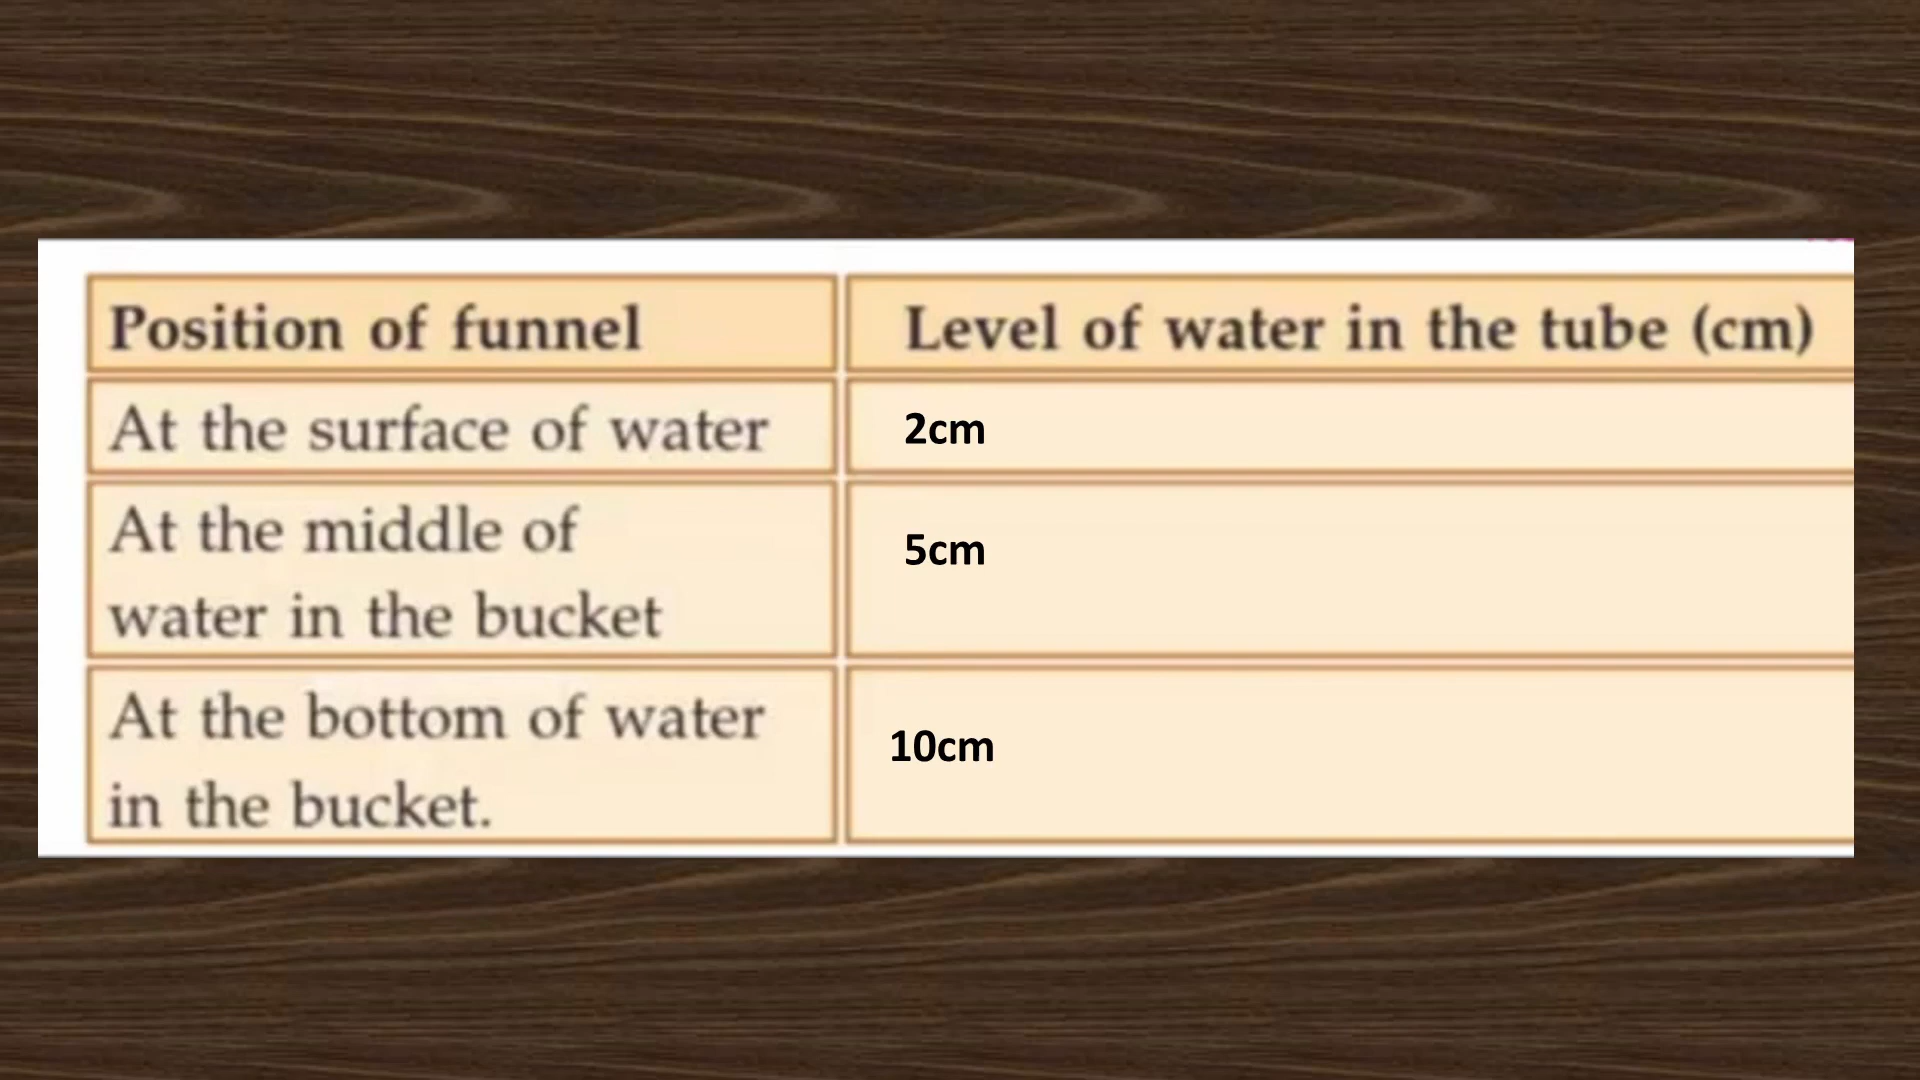 Position of funnel
Level of water in the tube (cm)
At the surface of water
2cm
At the middle of
water in the bucket
5cm
At the bottom of water
in the bucket.
10cm